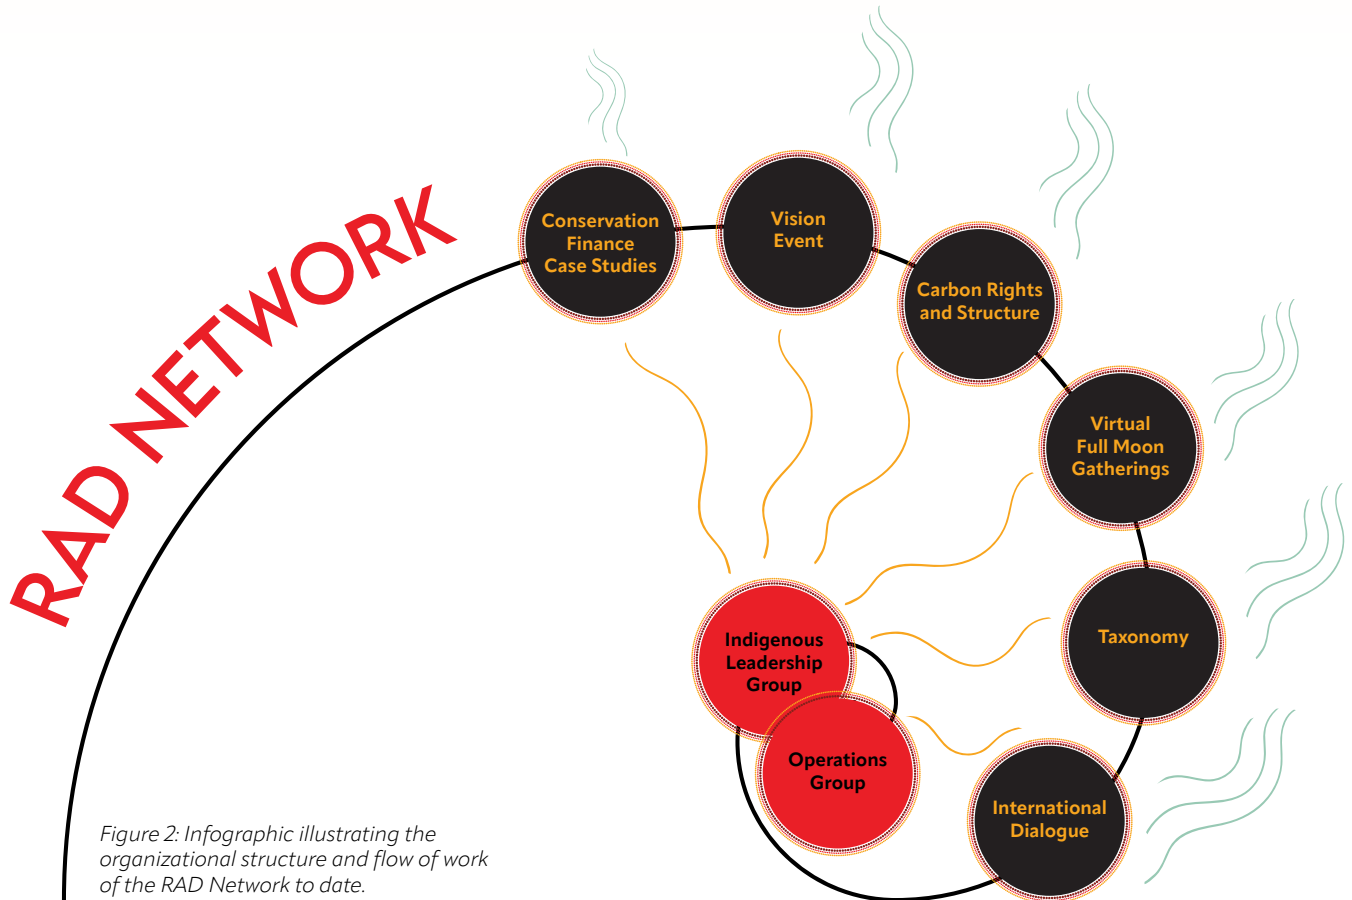 RAD NETWORK
Conservation
Finance
Case Studies
Vision
Event
Carbon Rights
and Structure
Virtual
Full Moon
Gatherings
Taxonomy
International
Dialogue
Indigenous
Leadership
Group
Operations
Group
Figure 2: Infographic illustrating the
organizational structure and flow of work
of the RAD Network to date.